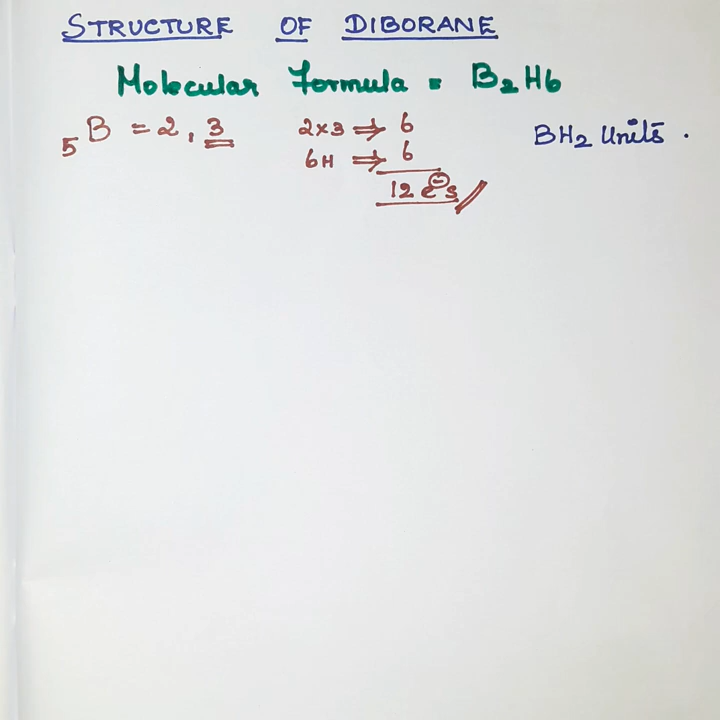 STRUCTURE OF DIBORANE
Molecular Formula = B₂H₆
₅B = 2, 3
2×3 ⇒ 6
6H ⇒ 6
12 e⊖s
BH₂ Units.